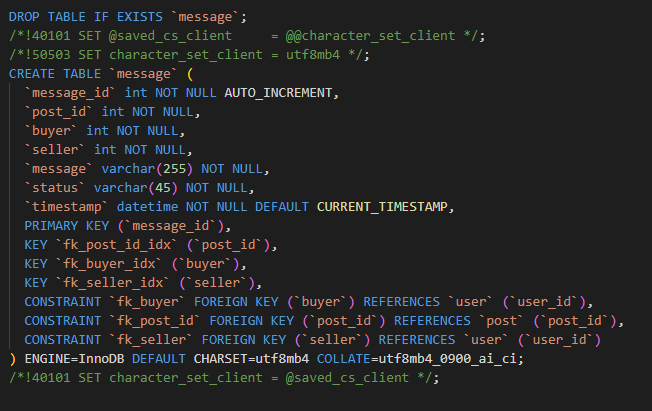 DROP TABLE IF EXISTS `message`;
/*!40101 SET @saved_cs_client     = @@character_set_client */;
/*!50503 SET character_set_client = utf8mb4 */;
CREATE TABLE `message` (
  `message_id` int NOT NULL AUTO_INCREMENT,
  `post_id` int NOT NULL,
  `buyer` int NOT NULL,
  `seller` int NOT NULL,
  `message` varchar(255) NOT NULL,
  `status` varchar(45) NOT NULL,
  `timestamp` datetime NOT NULL DEFAULT CURRENT_TIMESTAMP,
  PRIMARY KEY (`message_id`),
  KEY `fk_post_id_idx` (`post_id`),
  KEY `fk_buyer_idx` (`buyer`),
  KEY `fk_seller_idx` (`seller`),
  CONSTRAINT `fk_buyer` FOREIGN KEY (`buyer`) REFERENCES `user` (`user_id`),
  CONSTRAINT `fk_post_id` FOREIGN KEY (`post_id`) REFERENCES `post` (`post_id`),
  CONSTRAINT `fk_seller` FOREIGN KEY (`seller`) REFERENCES `user` (`user_id`)
) ENGINE=InnoDB DEFAULT CHARSET=utf8mb4 COLLATE=utf8mb4_0900_ai_ci;
/*!40101 SET character_set_client = @saved_cs_client */;